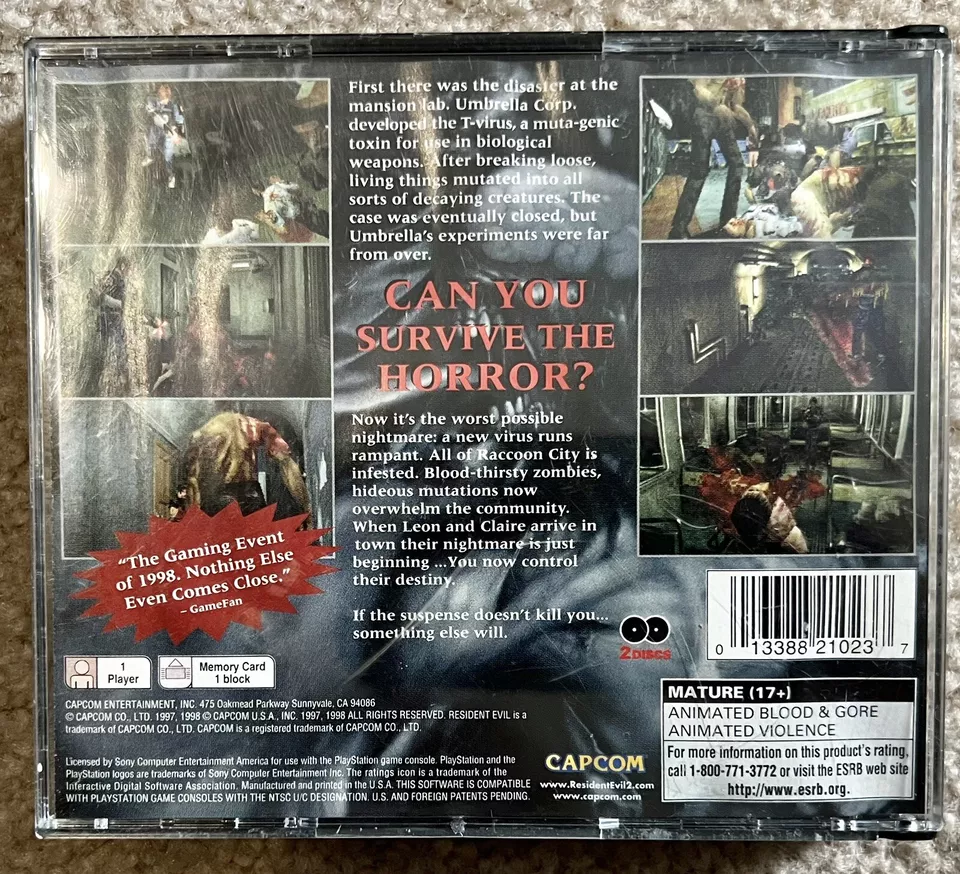 First there was the disaster at the
mansion lab. Umbrella Corp.
developed the T-virus, a muta-genic
toxin for use in biological
weapons. After breaking loose,
living things mutated into all
sorts of decaying creatures. The
case was eventually closed, but
Umbrella's experiments were far
from over.
CAN YOU
SURVIVE THE
HORROR?
Now it's the worst possible
nightmare: a new virus runs
rampant. All of Raccoon City is
infested. Blood-thirsty zombies,
hideous mutations now
overwhelm the community.
When Leon and Claire arrive in
town their nightmare is just
beginning ...You now control
their destiny.
If the suspense doesn't kill you...
something else will.
"The Gaming Event
of 1998. Nothing Else
Even Comes Close."
– GameFan
2 DISCS
0 13388 21023 7
1
Player
Memory Card
1 block
CAPCOM ENTERTAINMENT, INC. 475 Oakmead Parkway Sunnyvale, CA 94086
© CAPCOM CO., LTD. 1997, 1998 © CAPCOM U.S.A., INC. 1997, 1998 ALL RIGHTS RESERVED. RESIDENT EVIL is a
trademark of CAPCOM CO., LTD. CAPCOM is a registered trademark of CAPCOM CO., LTD.
Licensed by Sony Computer Entertainment America for use with the PlayStation game console. PlayStation and the
PlayStation logos are trademarks of Sony Computer Entertainment Inc. The ratings icon is a trademark of the
Interactive Digital Software Association. Manufactured and printed in the U.S.A. THIS SOFTWARE IS COMPATIBLE
WITH PLAYSTATION GAME CONSOLES WITH THE NTSC U/C DESIGNATION. U.S. AND FOREIGN PATENTS PENDING.
CAPCOM
www.ResidentEvil2.com
www.capcom.com
MATURE (17+)
ANIMATED BLOOD & GORE
ANIMATED VIOLENCE
For more information on this product's rating,
call 1-800-771-3772 or visit the ESRB web site
http://www.esrb.org.